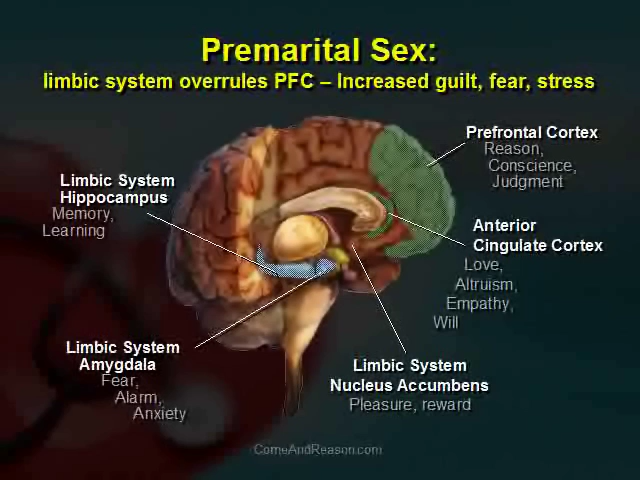 Premarital Sex:
limbic system overrules PFC – Increased guilt, fear, stress
Prefrontal Cortex
Reason,
Conscience,
Judgment
Limbic System
Hippocampus
Memory,
Learning
Anterior
Cingulate Cortex
Love,
Altruism,
Empathy,
Will
Limbic System
Amygdala
Fear,
Alarm,
Anxiety
Limbic System
Nucleus Accumbens
Pleasure, reward
ComeAndReason.com